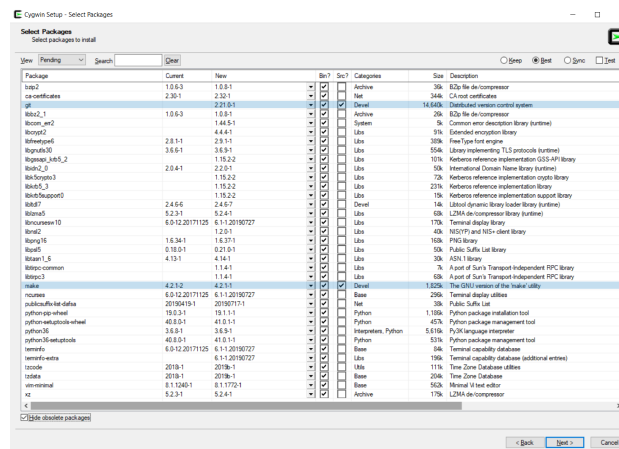 Cygwin Setup - Select Packages
Select Packages
Select packages to install
View Pending Search Clear Keep Best Sync Test
Package Current New Bin? Src? Categories Size Description
bzip2 1.0.6-3 1.0.8-1 Archive 36k BZip file de/compressor
ca-certificates 2.30-1 2.32-1 Net 344k CA root certificates
git 2.21.0-1 Devel 14,640k Distributed version control system
libbz2_1 1.0.6-3 1.0.8-1 Archive 26k BZip file de/compressor
libcom_err2 1.44.5-1 System 9k Common error description library (runtime)
libcrypt2 4.4.4-1 Libs 91k Extended encryption library
libfreetype6 2.8.1-1 2.9.1-1 Libs 389k FreeType font engine
libgnutls30 3.6.6-1 3.6.9-1 Libs 554k Library implementing TLS protocols (runtime)
libgssapi_krb5_2 1.15.2-2 Libs 101k Kerberos reference implementation GSS-API library
libidn2_0 2.0.4-1 2.2.0-1 Libs 50k International Domain Name library (runtime)
libk5crypto3 1.15.2-2 Libs 72k Kerberos reference implementation crypto library
libkrb5_3 1.15.2-2 Libs 231k Kerberos reference implementation library
libkrb5support0 1.15.2-2 Libs 15k Kerberos reference implementation support library
libltdl7 2.4.6-6 2.4.6-7 Devel 14k Libtool dynamic library loader library (runtime)
liblzma5 5.2.3-1 5.2.4-1 Libs 68k LZMA de/compressor library (runtime)
libncursesw10 6.0-12.20171125 6.1-1.20190727 Libs 170k Terminal display library
libnsl2 1.2.0-1 Libs 40k NIS(YP) and NIS+ client library
libpng16 1.6.34-1 1.6.37-1 Libs 168k PNG library
libpsl5 0.18.0-1 0.21.0-1 Libs 50k Public Suffix List library
libtasn1_6 4.13-1 4.14-1 Libs 30k ASN.1 library
libtirpc-common 1.1.4-1 Libs 7k A port of Sun's Transport-Independent RPC library
libtirpc3 1.1.4-1 Libs 68k A port of Sun's Transport-Independent RPC library
make 4.2.1-2 4.2.1-1 Devel 1,825k The GNU version of the 'make' utility
ncurses 6.0-12.20171125 6.1-1.20190727 Base 296k Terminal display utilities
publicsuffix-list-dafsa 20190419-1 20190717-1 Net 38k Public Suffix List
python-pip-wheel 19.0.3-1 19.1.1-1 Python 1,186k Python package installation tool
python-setuptools-wheel 40.8.0-1 41.0.1-1 Python 457k Python package management tool
python36 3.6.8-1 3.6.9-1 Interpreters, Python 5,616k Py3K language interpreter
python36-setuptools 40.8.0-1 41.0.1-1 Python 531k Python package management tool
terminfo 6.0-12.20171125 6.1-1.20190727 Base 84k Terminal capability database
terminfo-extra 6.1-1.20190727 Libs 196k Terminal capability database (additional entries)
tzcode 2018-1 2019b-1 Utils 111k Time Zone Database utilities
tzdata 2018-1 2019b-1 Base 204k Time Zone Database
vim-minimal 8.1.1240-1 8.1.1772-1 Base 562k Minimal Vi text editor
xz 5.2.3-1 5.2.4-1 Archive 175k LZMA de/compressor
Hide obsolete packages
< Back Next > Cancel